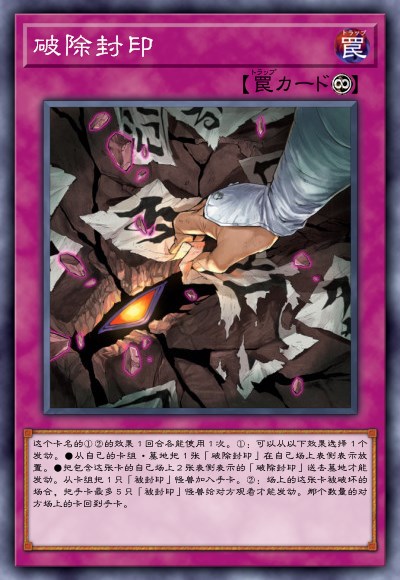 破除封印
トラップ
罠
トラップ
【罠カード】
这个卡名的①②的效果1回合各能使用1次。①：可以从以下效果选择1个
发动。●从自己的卡组·墓地把1张「破除封印」在自己场上表侧表示放
置。●把包含这张卡的自己场上2张表侧表示的「破除封印」送去墓地才能
发动。从卡组把1只「被封印」怪兽加入手卡。②：场上的这张卡被破坏的
场合，把手卡最多5只「被封印」怪兽给对方观看才能发动。那个数量的对
方场上的卡回到手卡。